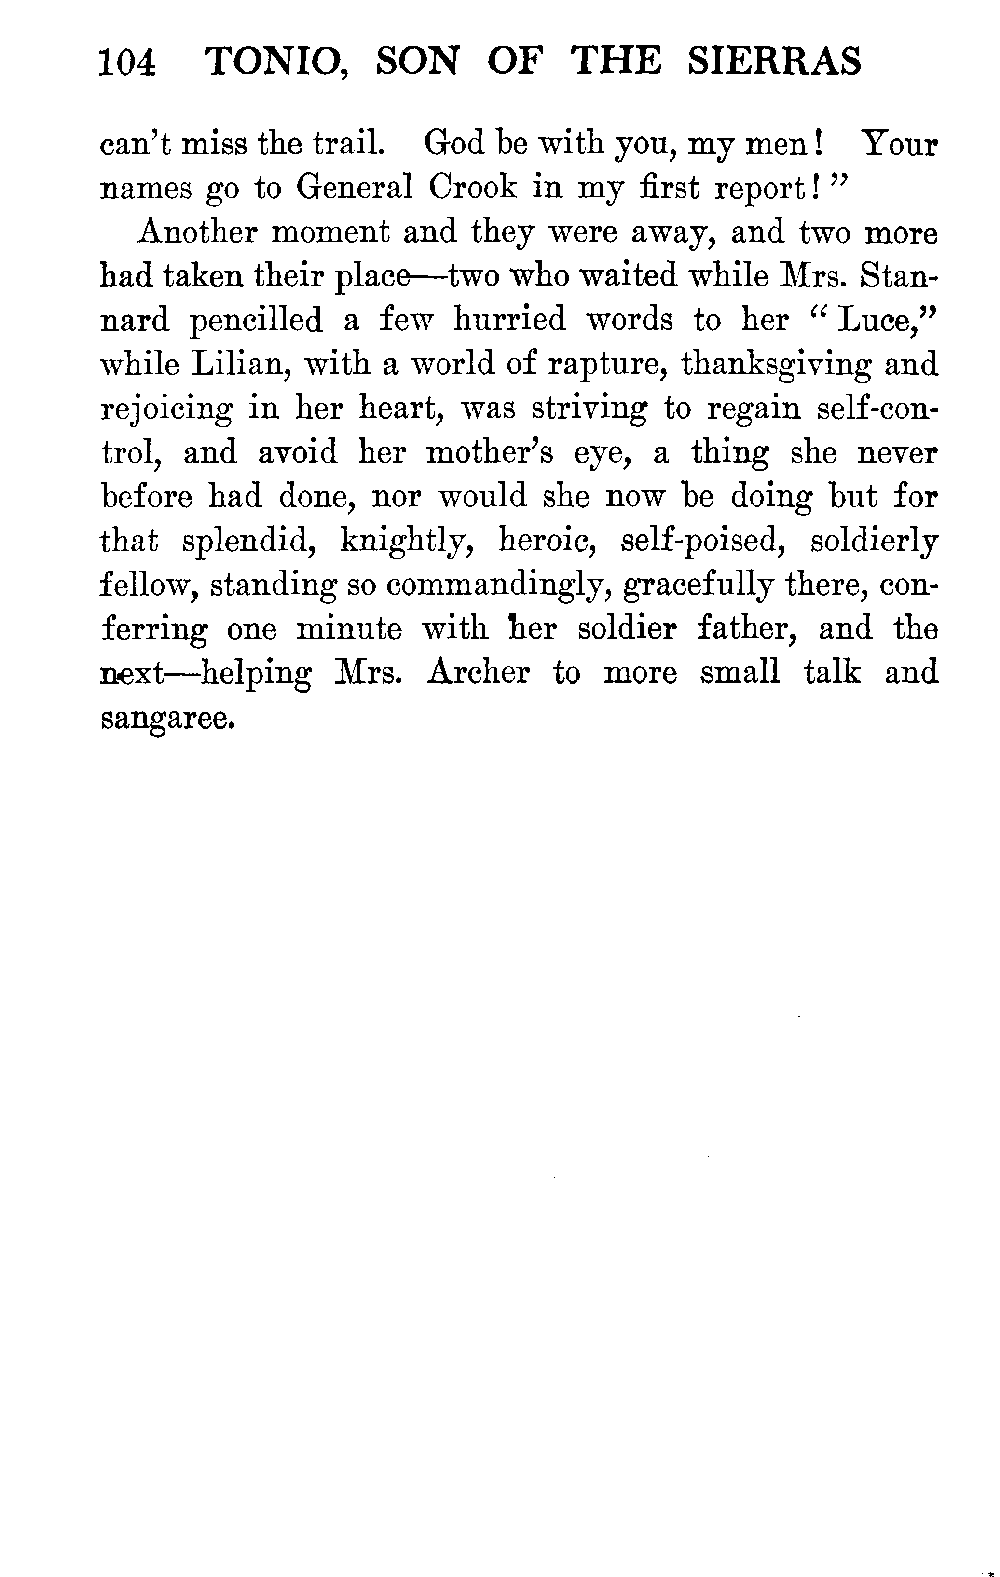 104 TONIO, SON OF THE SIERRAS
can't miss the trail. God be with you, my men! Your
names go to General Crook in my first report!"
Another moment and they were away, and two more
had taken their place—two who waited while Mrs. Stan-
nard pencilled a few hurried words to her "Luce,"
while Lilian, with a world of rapture, thanksgiving and
rejoicing in her heart, was striving to regain self-con-
trol, and avoid her mother's eye, a thing she never
before had done, nor would she now be doing but for
that splendid, knightly, heroic, self-poised, soldierly
fellow, standing so commandingly, gracefully there, con-
ferring one minute with her soldier father, and the
next—helping Mrs. Archer to more small talk and
sangaree.